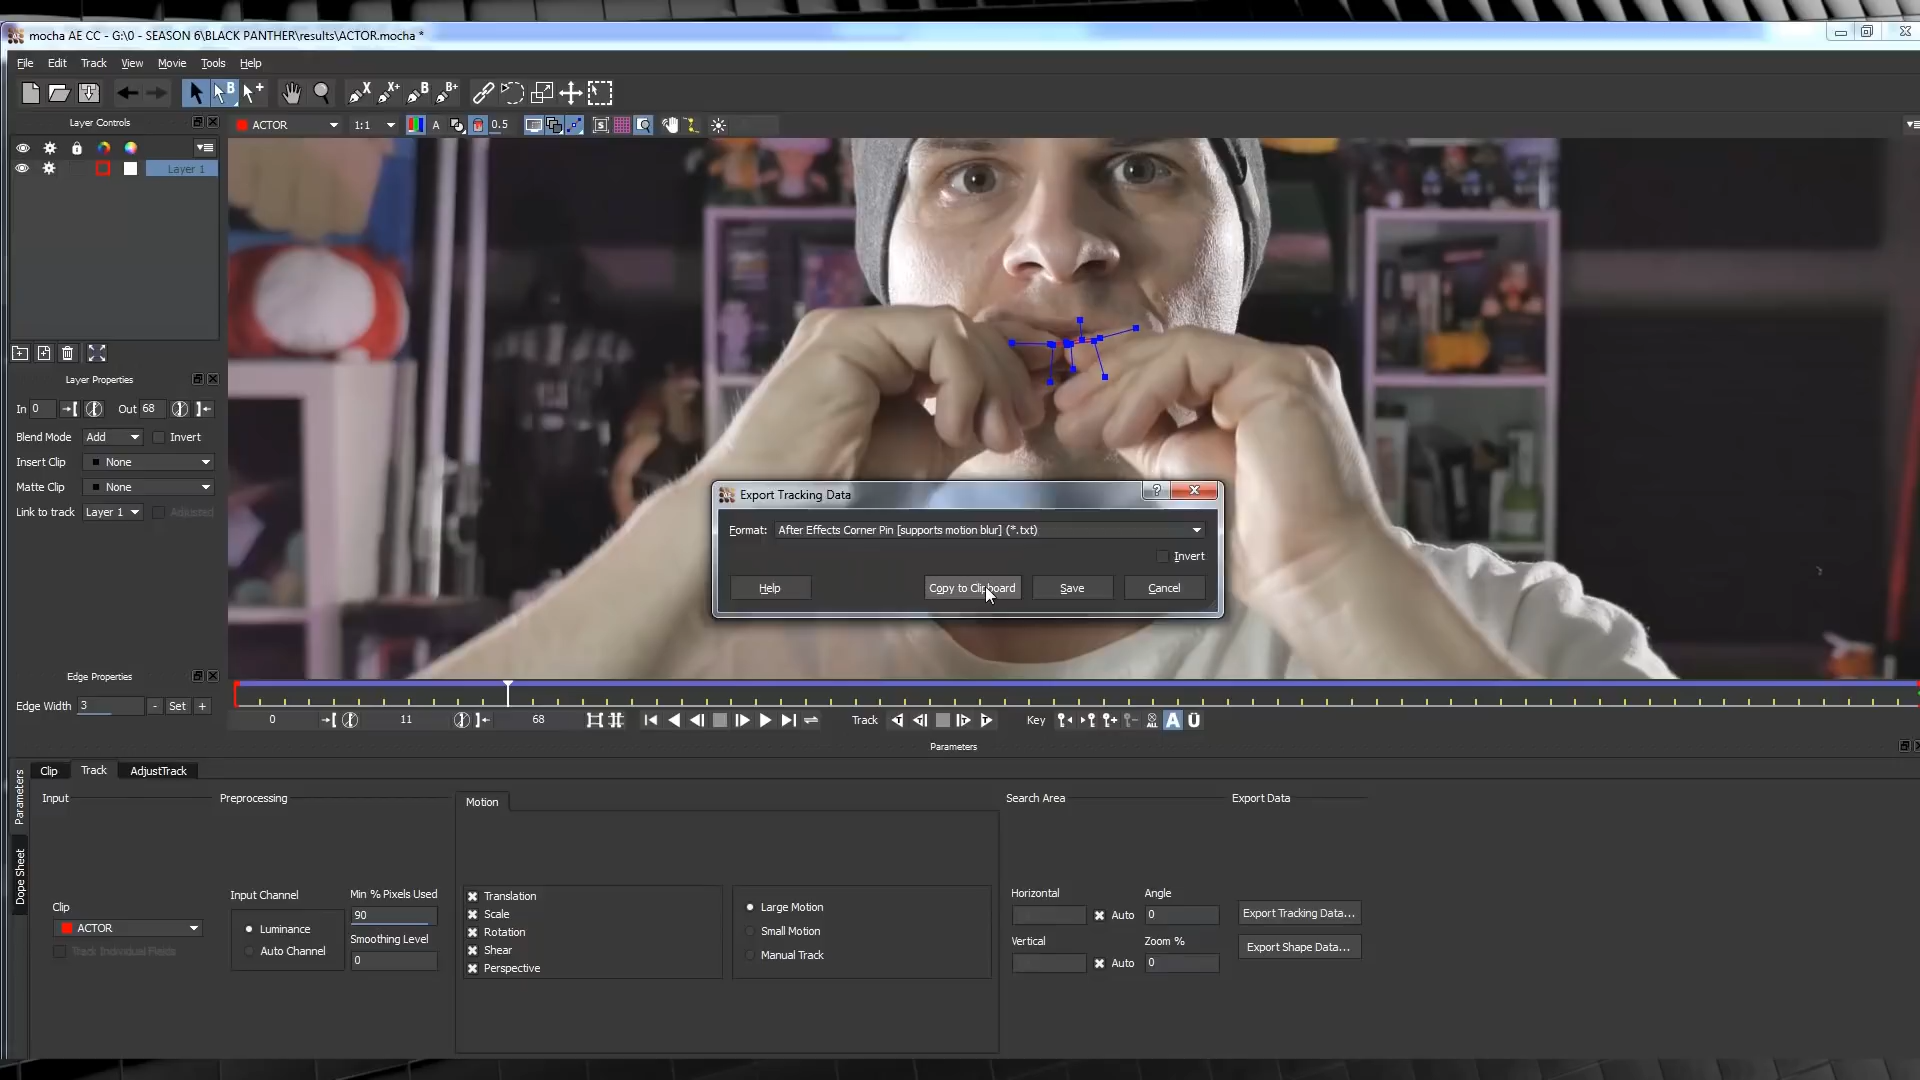 mocha AE CC - G:\0 - SEASON 6\BLACK PANTHER\results\ACTOR.mocha *
File Edit Track View Movie Tools Help
Layer Controls
ACTOR 1:1 A 0.5
Layer 1
Layer Properties
In 0 Out 68
Blend Mode Add Invert
Insert Clip None
Matte Clip None
Link to track Layer 1 Adjusted
Export Tracking Data
Format: After Effects Corner Pin [supports motion blur] (*.txt)
Invert
Help Copy to Clipboard Save Cancel
Edge Properties
Edge Width 3 - Set +
0 11 68 Track Key ALL A Ü
Parameters
Clip Track AdjustTrack
Parameters
Dope Sheet
Input Preprocessing Motion Search Area Export Data
Clip
ACTOR
Track Individual Fields
Input Channel
Luminance
Auto Channel
Min % Pixels Used
90
Smoothing Level
0
Translation
Scale
Rotation
Shear
Perspective
Large Motion
Small Motion
Manual Track
Horizontal Angle
Auto 0
Vertical Zoom %
Auto 0
Export Tracking Data...
Export Shape Data...